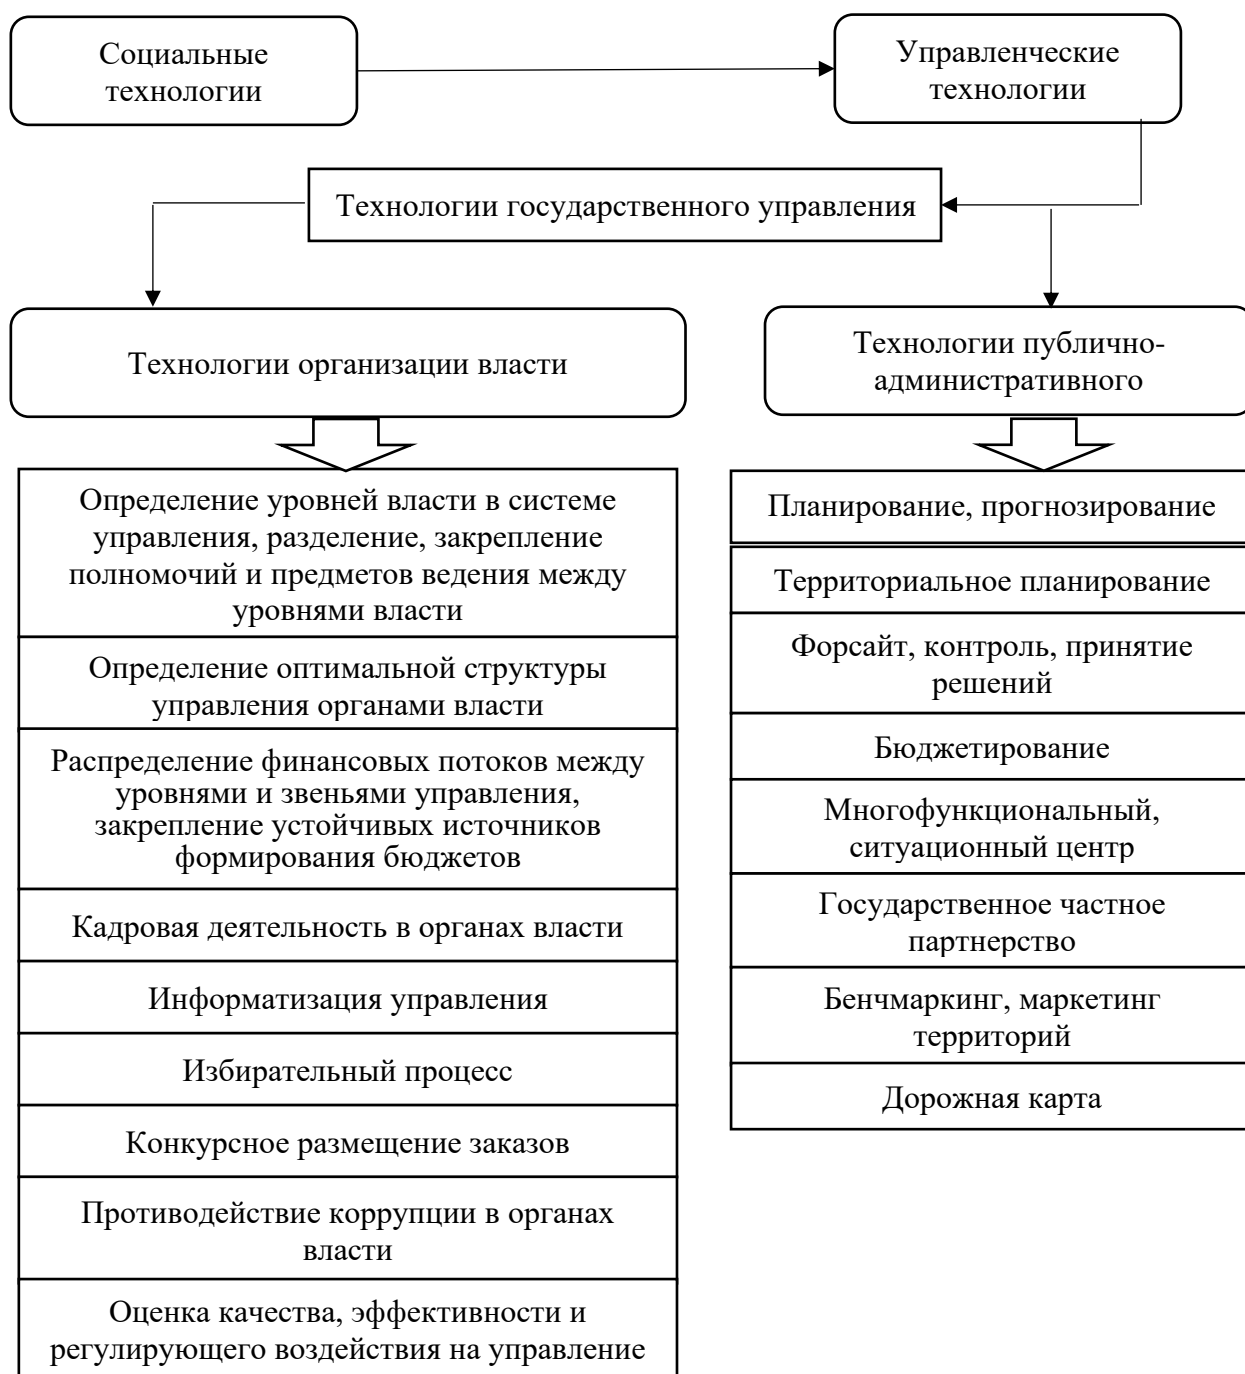 Социальные
технологии
Управленческие
технологии
Технологии государственного управления
Технологии организации власти
Технологии публично-
административного
Определение уровней власти в системе
управления, разделение, закрепление
полномочий и предметов ведения между
уровнями власти
Определение оптимальной структуры
управления органами власти
Распределение финансовых потоков между
уровнями и звеньями управления,
закрепление устойчивых источников
формирования бюджетов
Кадровая деятельность в органах власти
Информатизация управления
Избирательный процесс
Конкурсное размещение заказов
Противодействие коррупции в органах
власти
Оценка качества, эффективности и
регулирующего воздействия на управление
Планирование, прогнозирование
Территориальное планирование
Форсайт, контроль, принятие
решений
Бюджетирование
Многофункциональный,
ситуационный центр
Государственное частное
партнерство
Бенчмаркинг, маркетинг
территорий
Дорожная карта